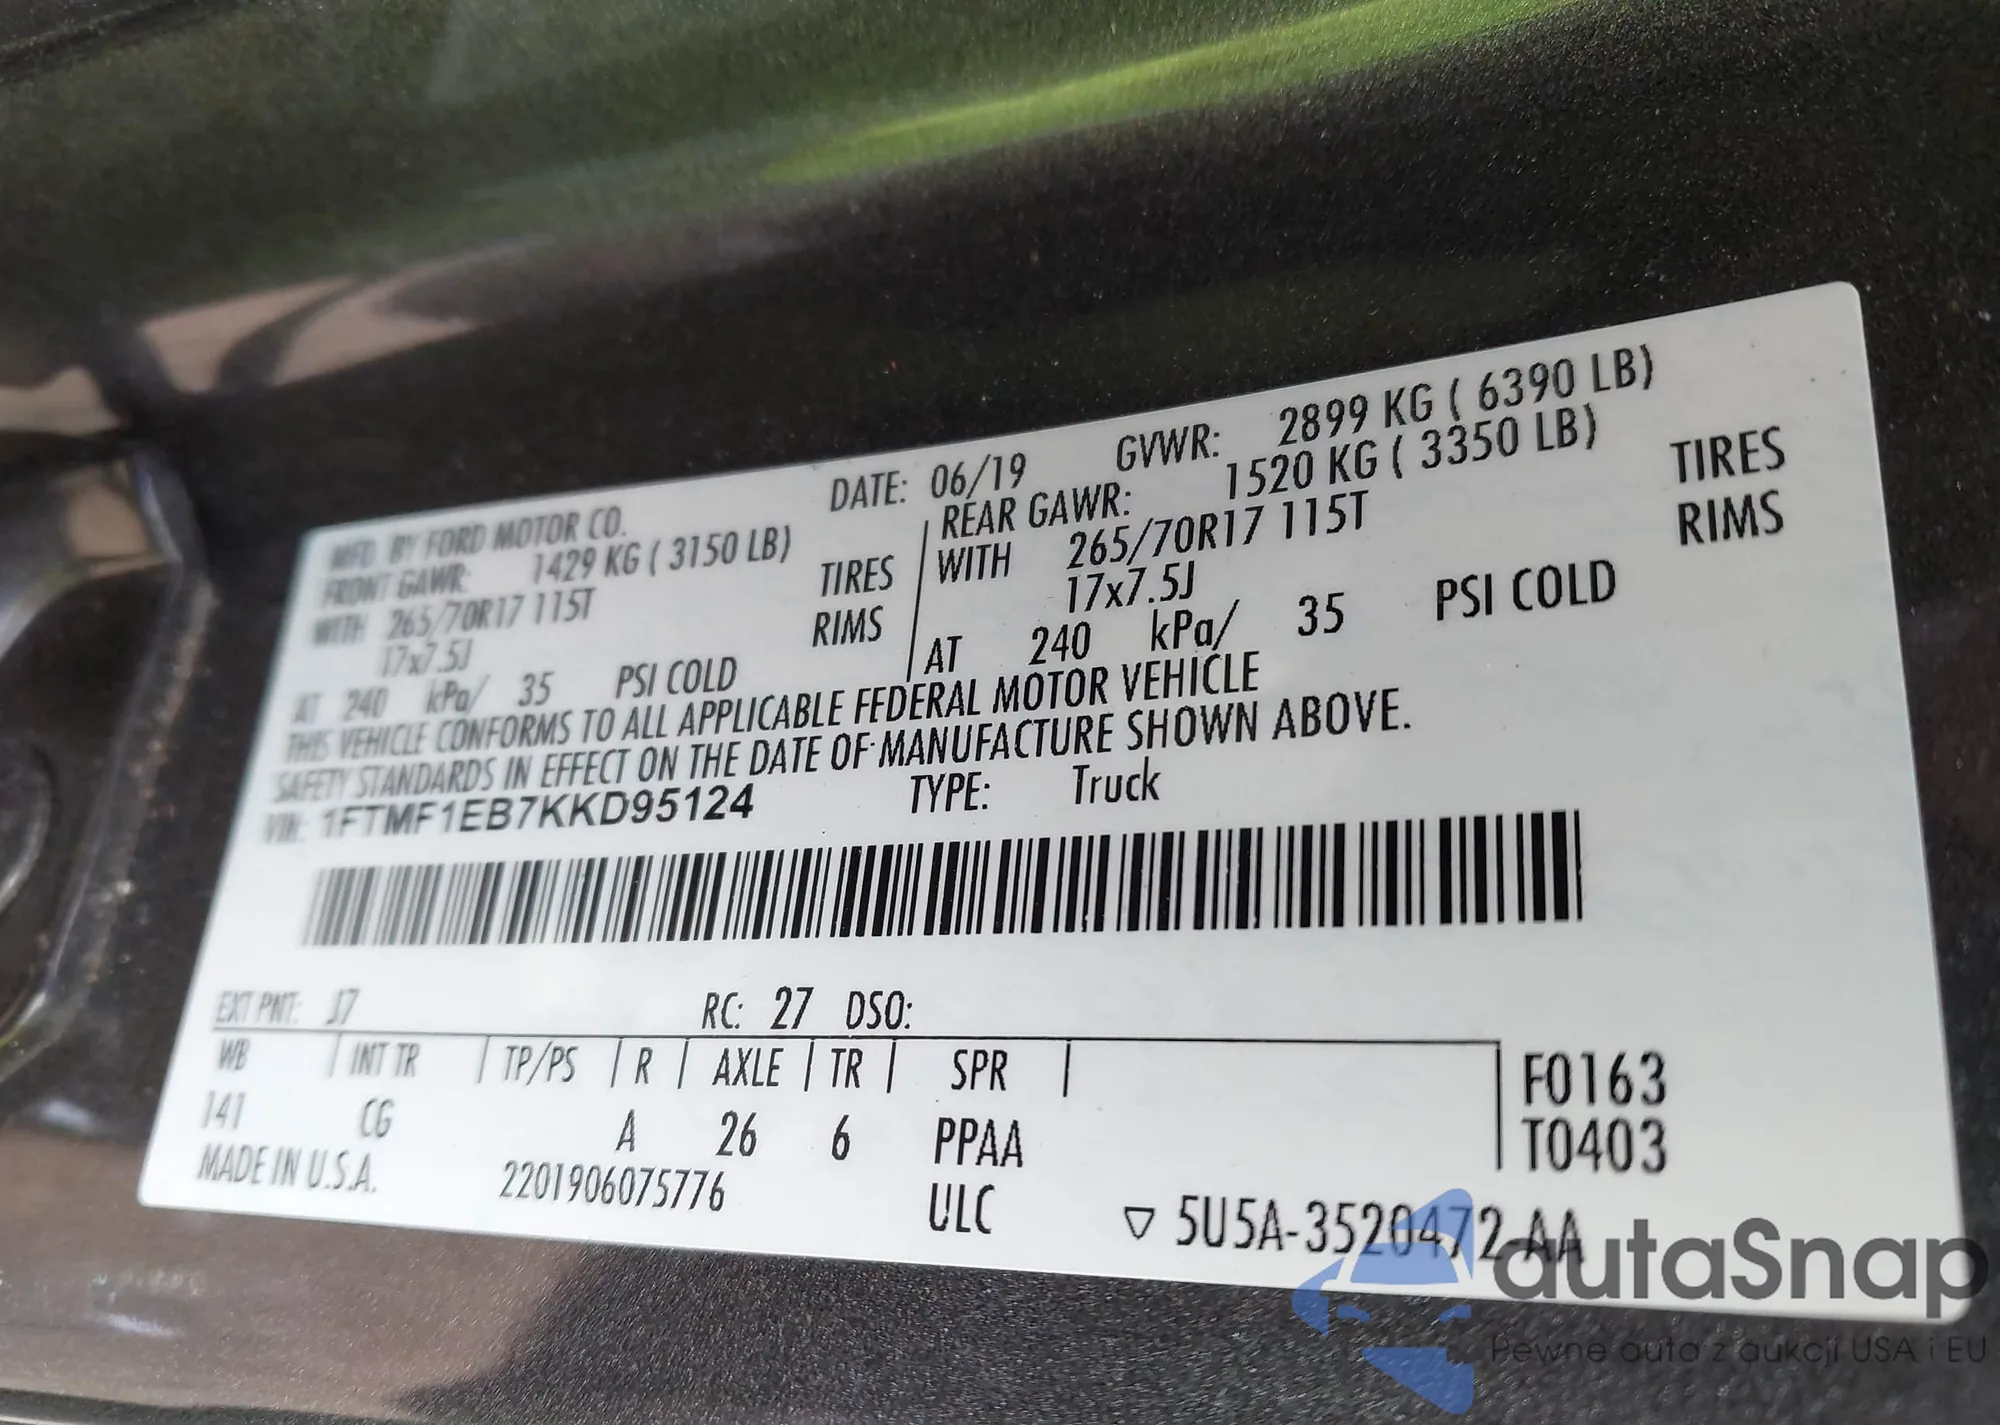 MFD. BY FORD MOTOR CO. DATE: 06/19 GVWR: 2899 KG ( 6390 LB)
FRONT GAWR: 1429 KG ( 3150 LB) REAR GAWR: 1520 KG ( 3350 LB)
WITH 265/70R17 115T TIRES WITH 265/70R17 115T TIRES
17x7.5J RIMS 17x7.5J RIMS
AT 240 kPa/ 35 PSI COLD AT 240 kPa/ 35 PSI COLD
THIS VEHICLE CONFORMS TO ALL APPLICABLE FEDERAL MOTOR VEHICLE
SAFETY STANDARDS IN EFFECT ON THE DATE OF MANUFACTURE SHOWN ABOVE.
VIN: 1FTMF1EB7KKD95124 TYPE: Truck
EXT PNT: J7 RC: 27 DSO:
WB INT TR TP/PS R AXLE TR SPR F0163
141 CG A 26 6 PPAA T0403
MADE IN U.S.A. 2201906075776 ULC ▽ 5U5A-3520472-AA
autaSnap
Pewne auta z aukcji USA i EU